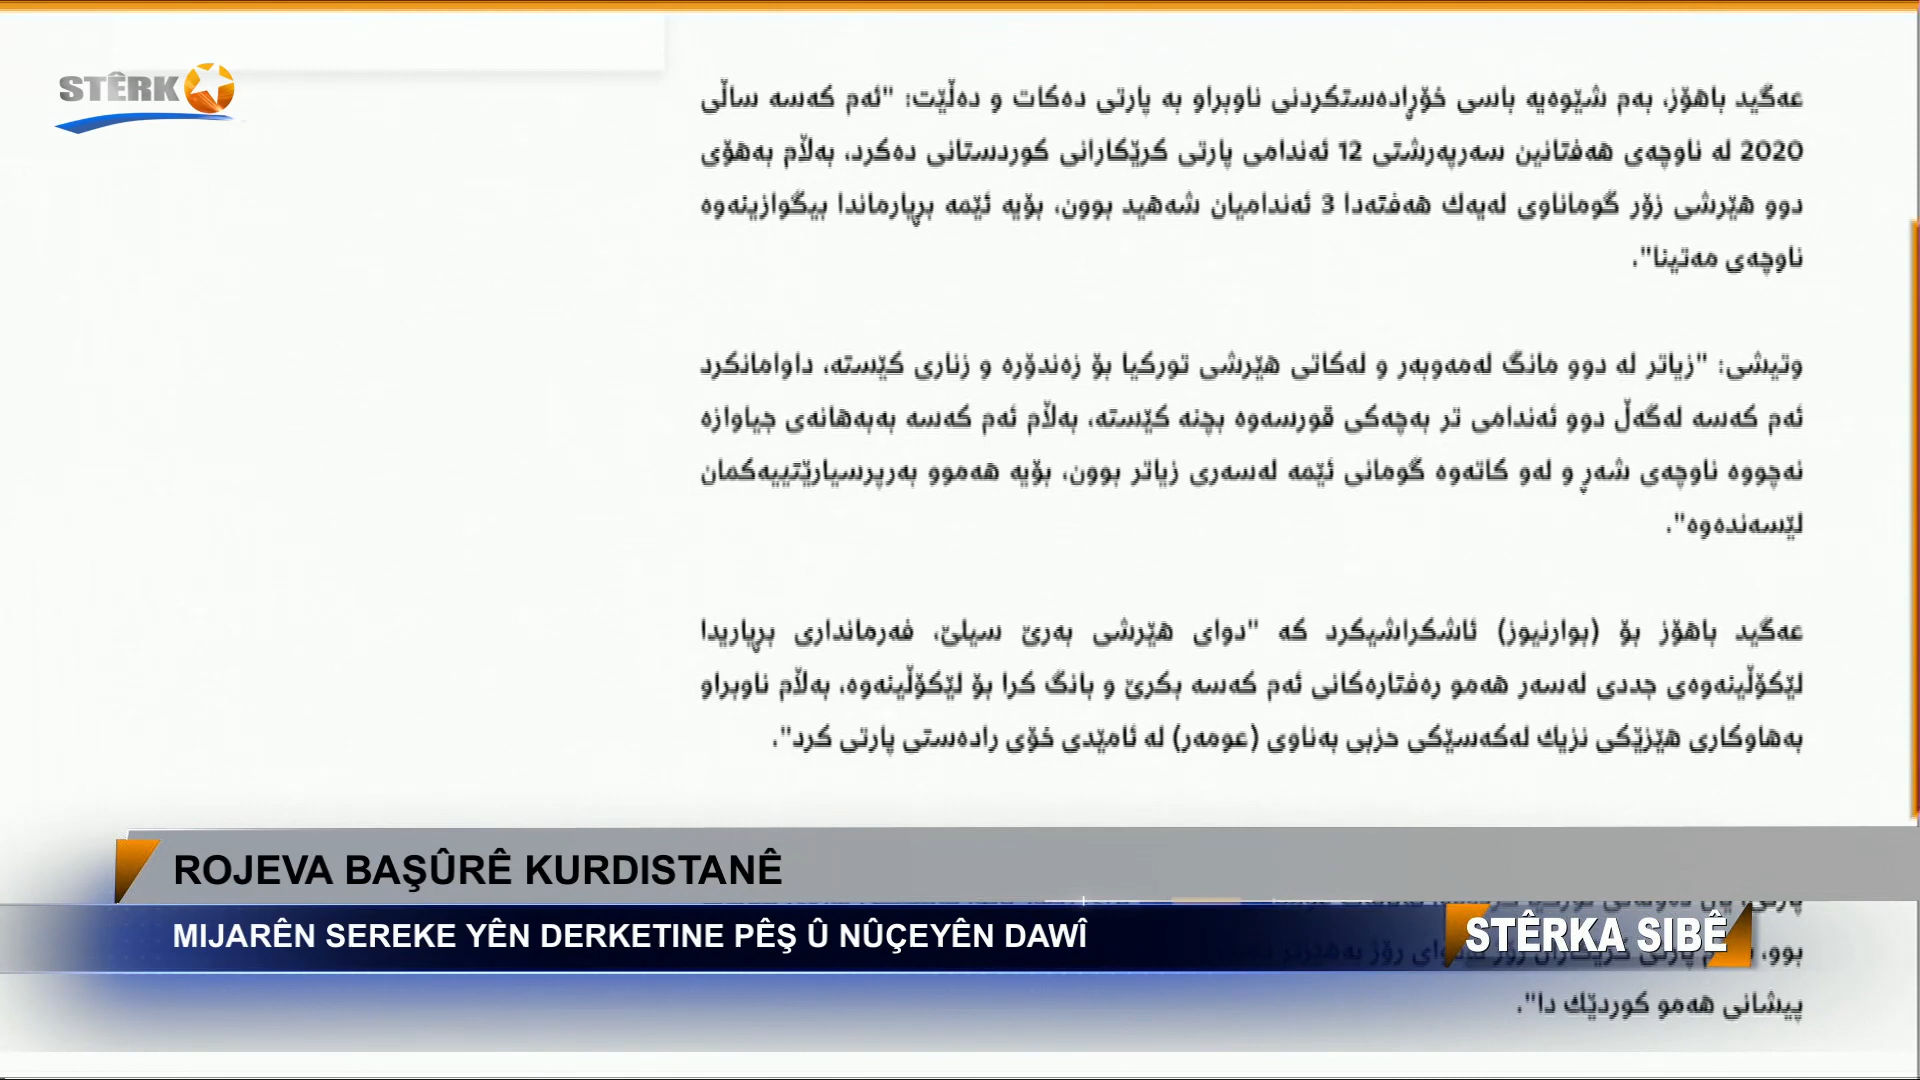 STÊRK
عەگید باهۆز، بەم شێوەیە باسی خۆڕادەستکردنی ناوبراو بە پارتی دەکات و دەڵێت: "ئەم کەسە ساڵی
2020 لە ناوچەی هەفتانین سەرپەرشتی 12 ئەندامی پارتی کرێکارانی کوردستانی دەکرد، بەڵام بەهۆی
دوو هێرشی زۆر گوماناوی لەیەك هەفتەدا 3 ئەندامیان شەهید بوون، بۆیە ئێمە بڕیارماندا بیگوازینەوە
ناوچەی مەتینا".
وتیشی: "زیاتر لە دوو مانگ لەمەوبەر و لەکاتی هێرشی تورکیا بۆ زەندۆرە و زناری کێستە، داوامانکرد
ئەم کەسە لەگەڵ دوو ئەندامی تر بەچەکی قورسەوە بچنە کێستە، بەڵام ئەم کەسە بەبەهانەی جیاوازە
نەچووە ناوچەی شەڕ و لەو کاتەوە گومانی ئێمە لەسەری زیاتر بوون، بۆیە هەموو بەرپرسیارێتییەکمان
لێسەندەوە".
عەگید باهۆز بۆ (بوارنیوز) ئاشکراشیکرد کە "دوای هێرشی بەرێ سیلێ، فەرمانداری بڕیاریدا
لێکۆڵینەوەی جددی لەسەر هەمو رەفتارەکانی ئەم کەسە بکرێ و بانگ کرا بۆ لێکۆڵینەوە، بەڵام ناوبراو
بەهاوکاری هێزێکی نزیك لەکەسێکی حزبی بەناوی (عومەر) لە ئامێدی خۆی رادەستی پارتی کرد".
ROJEVA BAŞÛRÊ KURDISTANÊ
MIJARÊN SEREKE YÊN DERKETINE PÊŞ Û NÛÇEYÊN DAWÎ
STÊRKA SIBÊ
بوو،
پیشانی هەمو کوردێك دا".